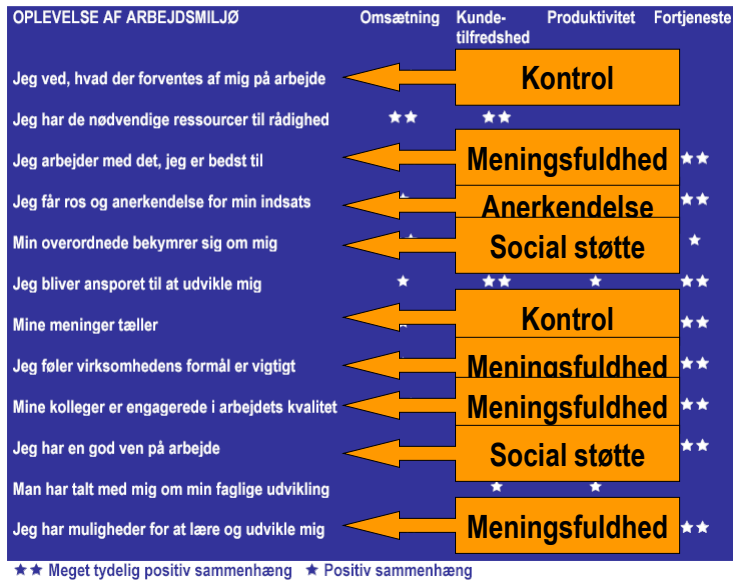 OPLEVELSE AF ARBEJDSMILJØ Omsætning Kunde- Produktivitet Fortjeneste
tilfredshed
Jeg ved, hvad der forventes af mig på arbejde Kontrol
Jeg har de nødvendige ressourcer til rådighed ★★ ★★
Jeg arbejder med det, jeg er bedst til Meningsfuldhed ★★
Jeg får ros og anerkendelse for min indsats Anerkendelse ★★
Min overordnede bekymrer sig om mig Social støtte ★
Jeg bliver ansporet til at udvikle mig ★ ★★ ★ ★★
Mine meninger tæller Kontrol ★★
Jeg føler virksomhedens formål er vigtigt Meningsfuldhed ★★
Mine kolleger er engagerede i arbejdets kvalitet Meningsfuldhed ★★
Jeg har en god ven på arbejde Social støtte ★★
Man har talt med mig om min faglige udvikling ★ ★
Jeg har muligheder for at lære og udvikle mig Meningsfuldhed ★★
★★ Meget tydelig positiv sammenhæng ★ Positiv sammenhæng